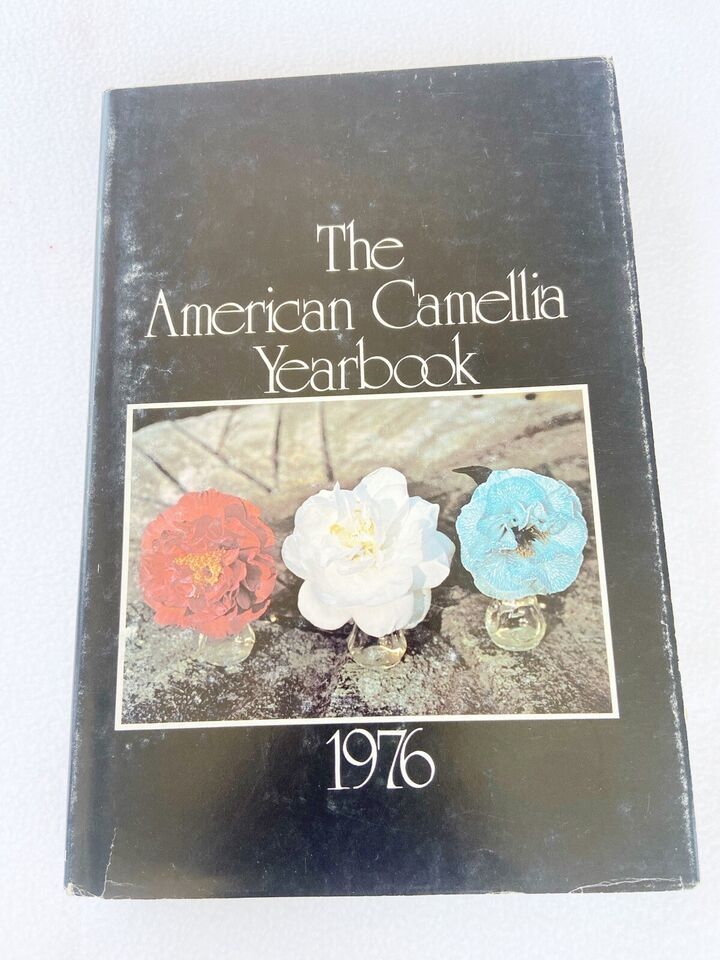 The
American Camellia
Yearbook
1976